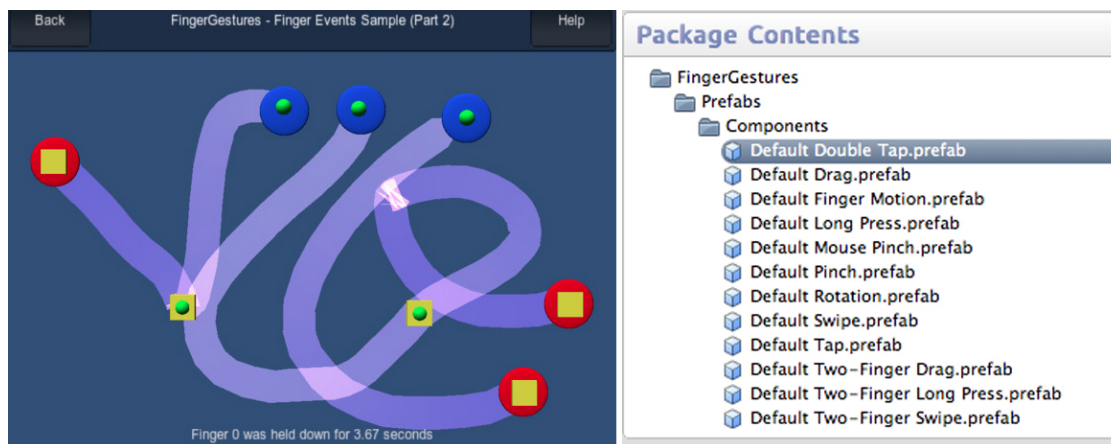 Back
FingerGestures - Finger Events Sample (Part 2)
Help
Finger 0 was held down for 3.67 seconds
Package Contents
FingerGestures
Prefabs
Components
Default Double Tap.prefab
Default Drag.prefab
Default Finger Motion.prefab
Default Long Press.prefab
Default Mouse Pinch.prefab
Default Pinch.prefab
Default Rotation.prefab
Default Swipe.prefab
Default Tap.prefab
Default Two-Finger Drag.prefab
Default Two-Finger Long Press.prefab
Default Two-Finger Swipe.prefab